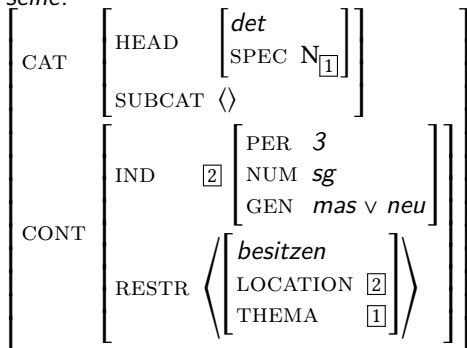 seine:
CAT
HEAD
det
SPEC N 1
SUBCAT ⟨⟩
CONT
IND 2
PER 3
NUM sg
GEN mas ∨ neu
RESTR
besitzen
LOCATION 2
THEMA 1